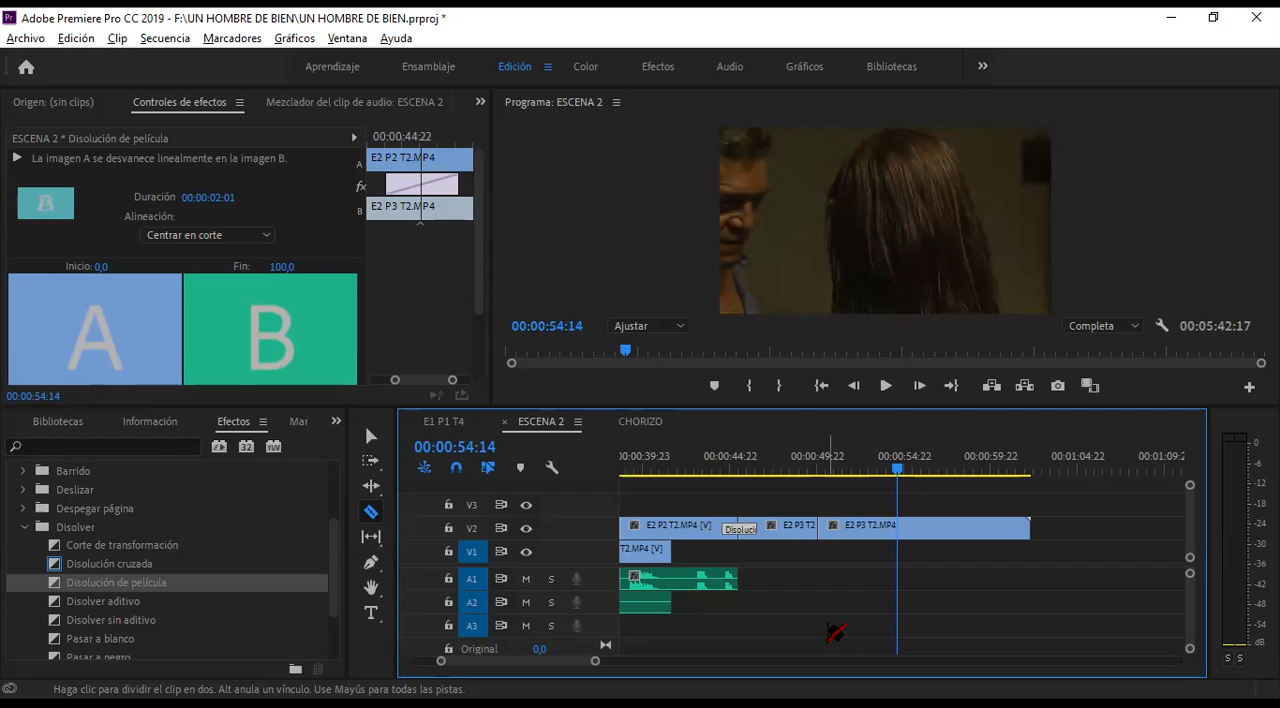 Adobe Premiere Pro CC 2019 - F:\UN HOMBRE DE BIEN\UN HOMBRE DE BIEN.prproj *
Archivo Edición Clip Secuencia Marcadores Gráficos Ventana Ayuda
Aprendizaje Ensamblaje Edición Color Efectos Audio Gráficos Bibliotecas
Origen: (sin clips) Controles de efectos Mezclador del clip de audio: ESCENA 2
Programa: ESCENA 2
ESCENA 2 * Disolución de película
00:00:44:22
La imagen A se desvanece linealmente en la imagen B.
A E2 P2 T2.MP4
fx
B E2 P3 T2.MP4
Duración 00:00:02:01
Alineación:
Centrar en corte
Inicio: 0,0 Fin: 100,0
A B
00:00:54:14
00:00:54:14 Ajustar Completa 00:05:42:17
Bibliotecas Información Efectos Mar
Barrido
Deslizar
Despegar página
Disolver
Corte de transformación
Disolución cruzada
Disolución de película
Disolver aditivo
Disolver sin aditivo
Pasar a blanco
Pasar a negro
E1 P1 T4 × ESCENA 2 CHORIZO
00:00:54:14
:00:39:23 00:00:44:22 00:00:49:22 00:00:54:22 00:00:59:22 00:01:04:22 00:01:09:2
V3
V2 E2 P2 T2.MP4 [V] Disoluci E2 P3 T2 E2 P3 T2.MP4
V1 T2.MP4 [V]
A1 M S
A2 M S
A3 M S
Original 0,0
0
-6
-12
-18
-24
-30
-36
-42
-48
-54
dB
S S
Haga clic para dividir el clip en dos. Alt anula un vínculo. Use Mayús para todas las pistas.